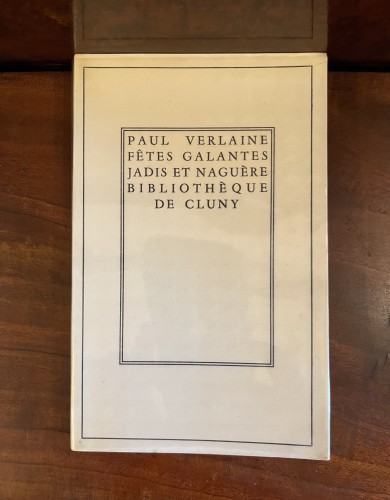 PAUL VERLAINE
FÊTES GALANTES
JADIS ET NAGUÈRE
BIBLIOTHÈQUE
DE CLUNY